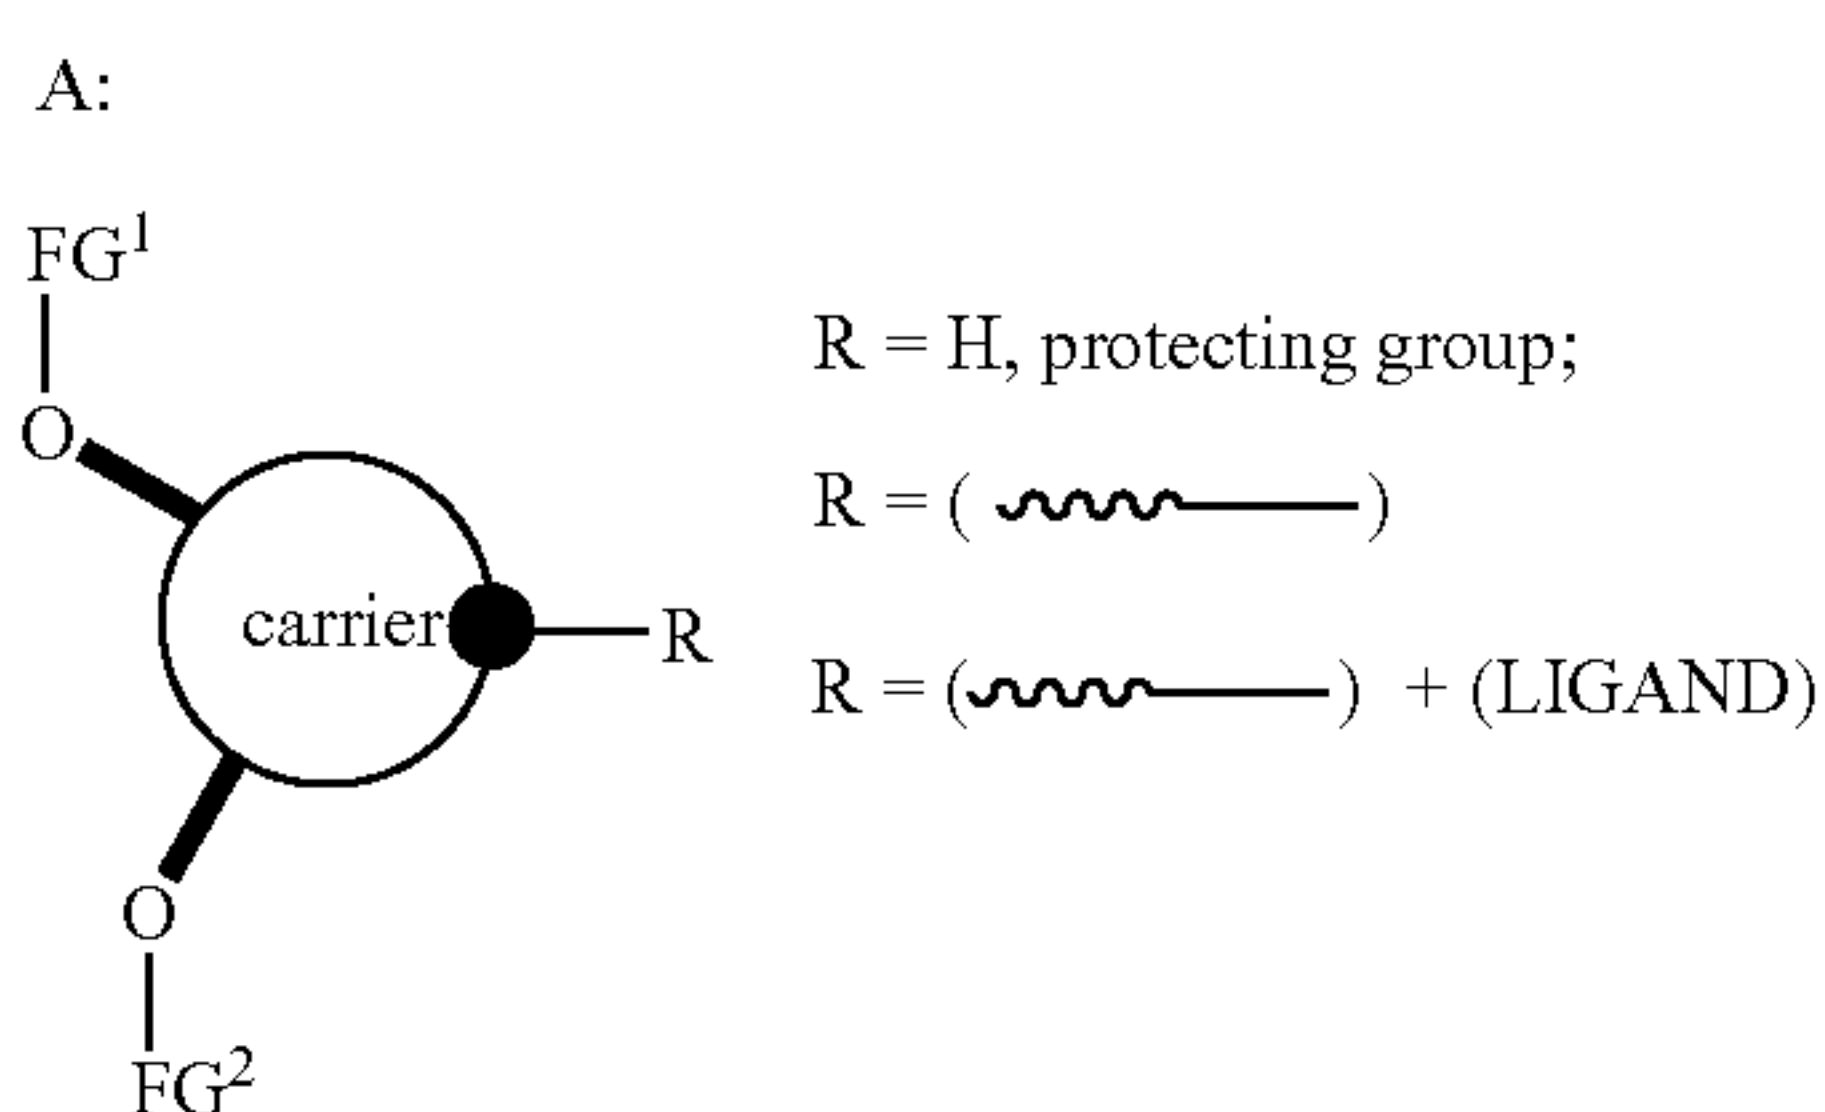 A:
FG¹
O
R = H, protecting group;
R = ( )
carrier R
R = ( ) + (LIGAND)
O
FG²